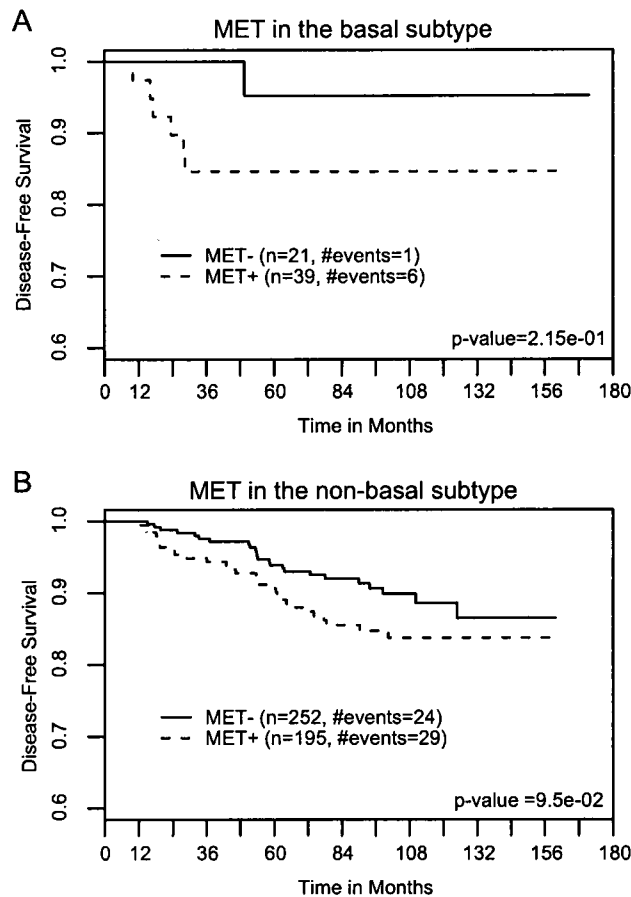 A
MET in the basal subtype
Disease-Free Survival
1.0
0.9
0.8
0.7
0.6
MET- (n=21, #events=1)
MET+ (n=39, #events=6)
p-value=2.15e-01
0 12 36 60 84 108 132 156 180
Time in Months
B
MET in the non-basal subtype
Disease-Free Survival
1.0
0.9
0.8
0.7
0.6
MET- (n=252, #events=24)
MET+ (n=195, #events=29)
p-value =9.5e-02
0 12 36 60 84 108 132 156 180
Time in Months